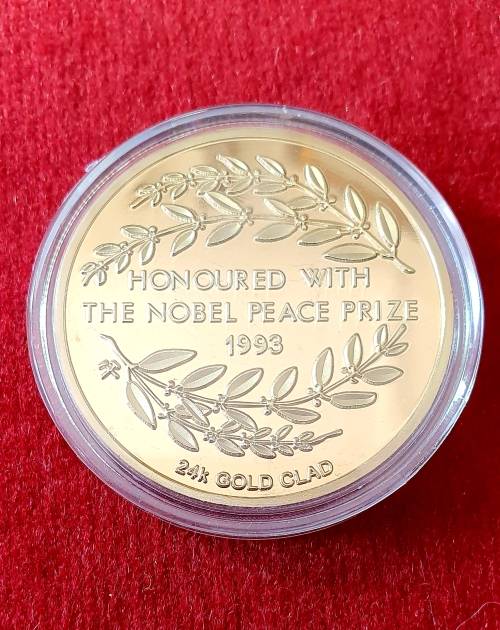 HONOURED WITH
THE NOBEL PEACE PRIZE
1993
24k GOLD CLAD